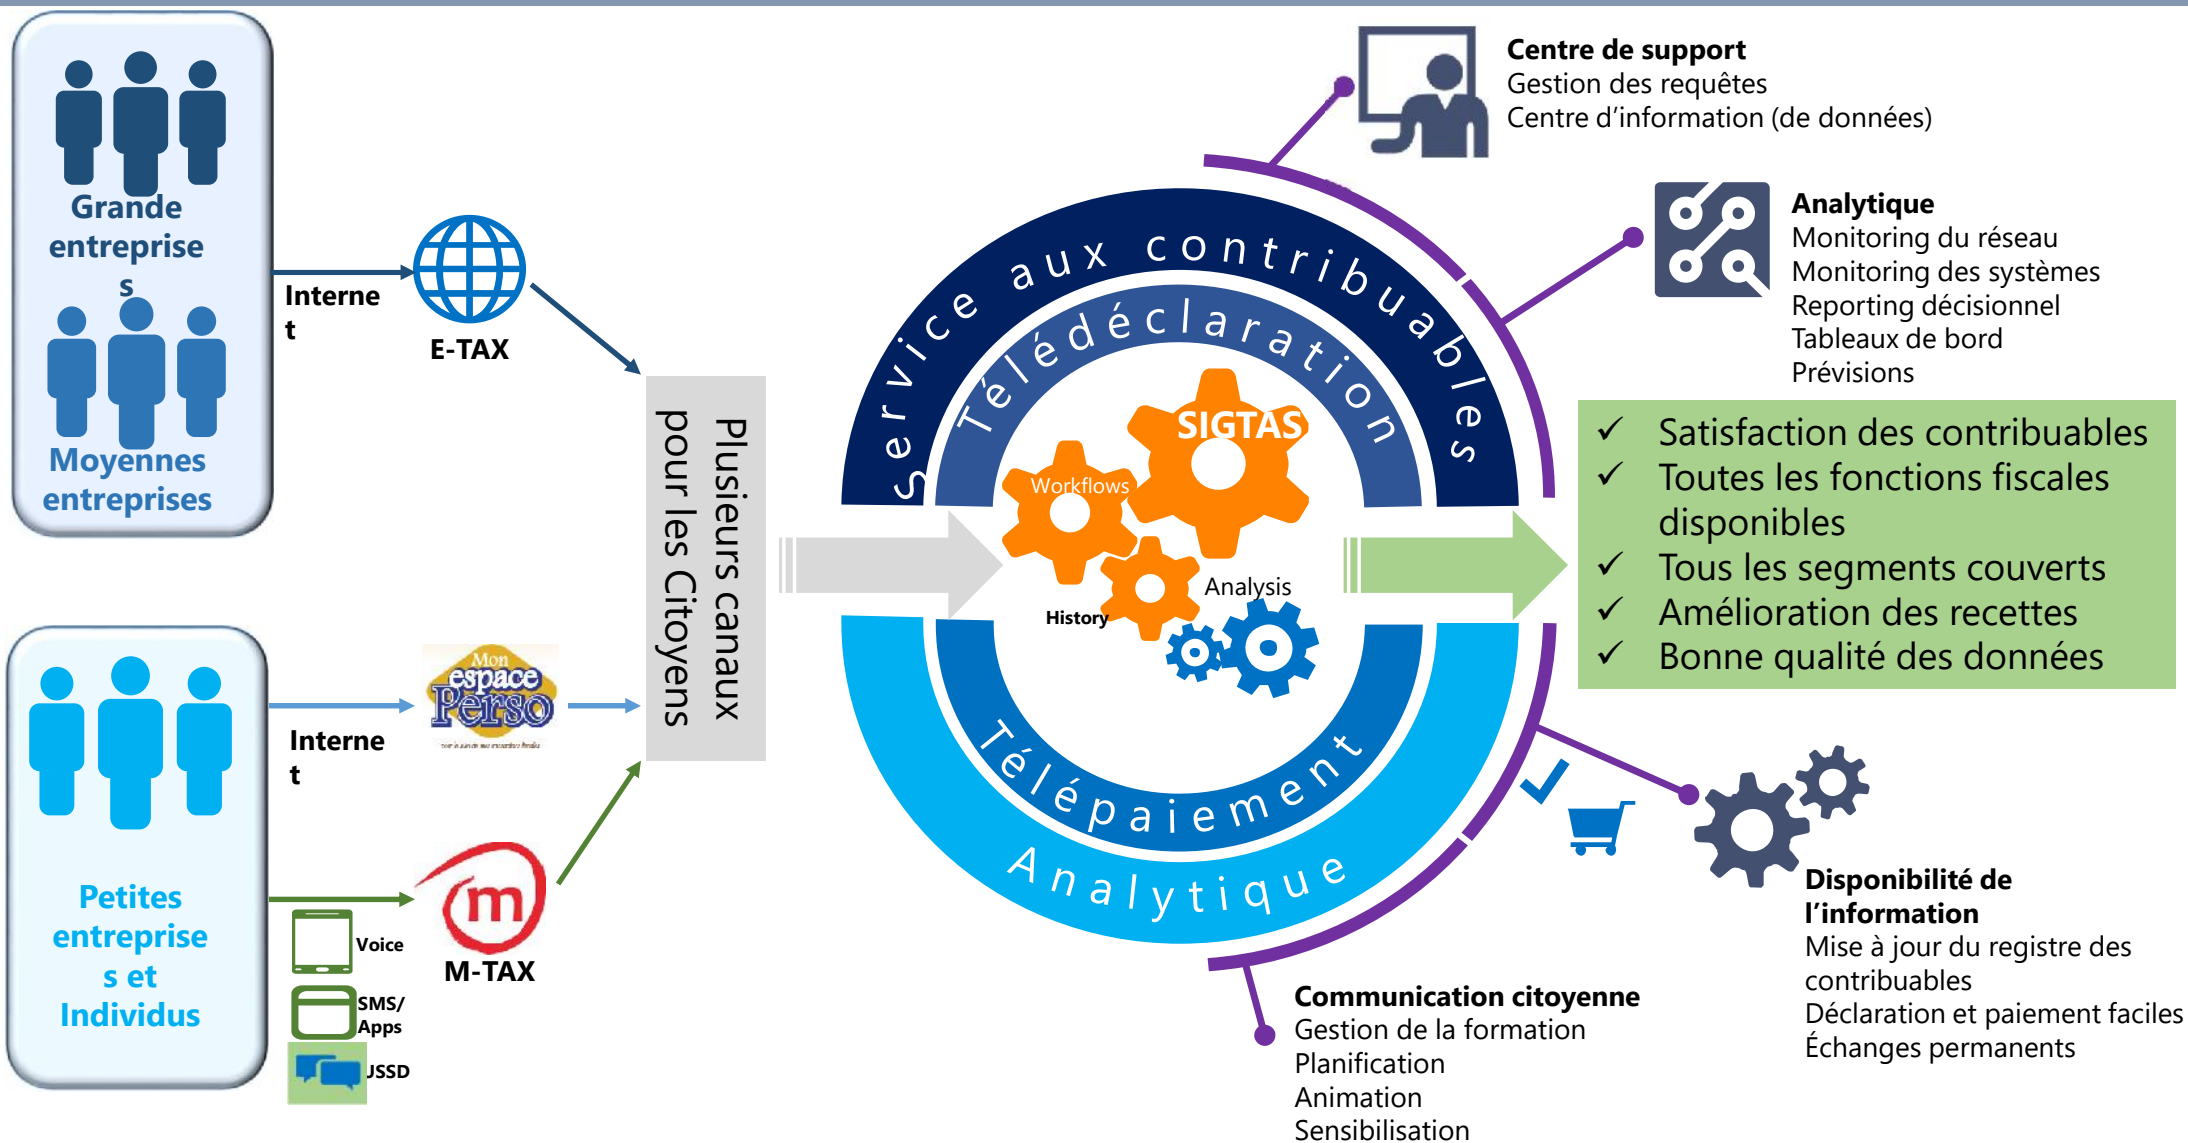 Grande
entreprise
s
Moyennes
entreprises
Interne
t
E-TAX
Petites
entreprise
s et
Individus
Interne
t
Mon
espace
Perso
m
M-TAX
Voice
SMS/
Apps
USSD
Plusieurs canaux
pour les Citoyens
Service aux contribuables
Télédéclaration
SIGTAS
Workflows
History
Analysis
Télépaiement
Analytique
Centre de support
Gestion des requêtes
Centre d’information (de données)
Analytique
Monitoring du réseau
Monitoring des systèmes
Reporting décisionnel
Tableaux de bord
Prévisions
✓ Satisfaction des contribuables
✓ Toutes les fonctions fiscales
disponibles
✓ Tous les segments couverts
✓ Amélioration des recettes
✓ Bonne qualité des données
Disponibilité de
l’information
Mise à jour du registre des
contribuables
Déclaration et paiement faciles
Échanges permanents
Communication citoyenne
Gestion de la formation
Planification
Animation
Sensibilisation